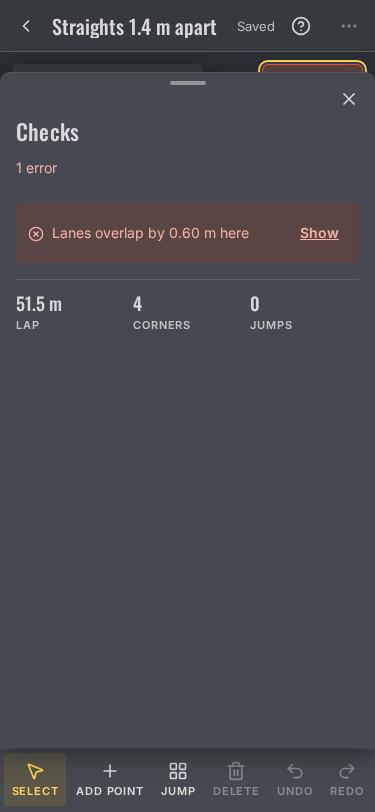 Straights 1.4 m apart
Saved
Checks
1 error
Lanes overlap by 0.60 m here
Show
51.5 m
LAP
4
CORNERS
0
JUMPS
SELECT
ADD POINT
JUMP
DELETE
UNDO
REDO